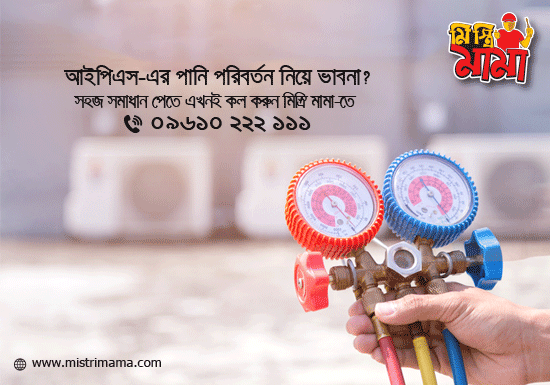 মিস্ত্রি
মামা
আইপিএস-এর পানি পরিবর্তন নিয়ে ভাবনা?
সহজ সমাধান পেতে এখনই কল করুন মিস্ত্রি মামা-তে
০৯৬১০ ২২২ ১১১
www.mistrimama.com